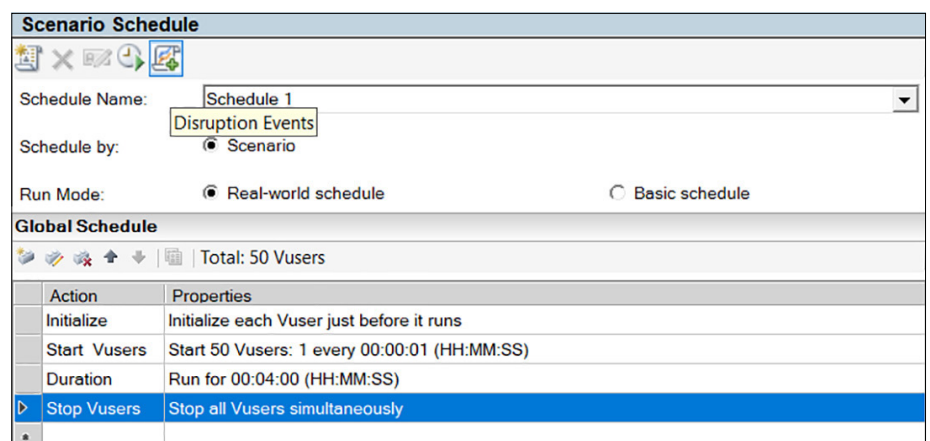 Scenario Schedule
Schedule Name: Schedule 1
Disruption Events
Schedule by: Scenario
Run Mode: Real-world schedule Basic schedule
Global Schedule
Total: 50 Vusers
Action Properties
Initialize Initialize each Vuser just before it runs
Start Vusers Start 50 Vusers: 1 every 00:00:01 (HH:MM:SS)
Duration Run for 00:04:00 (HH:MM:SS)
Stop Vusers Stop all Vusers simultaneously